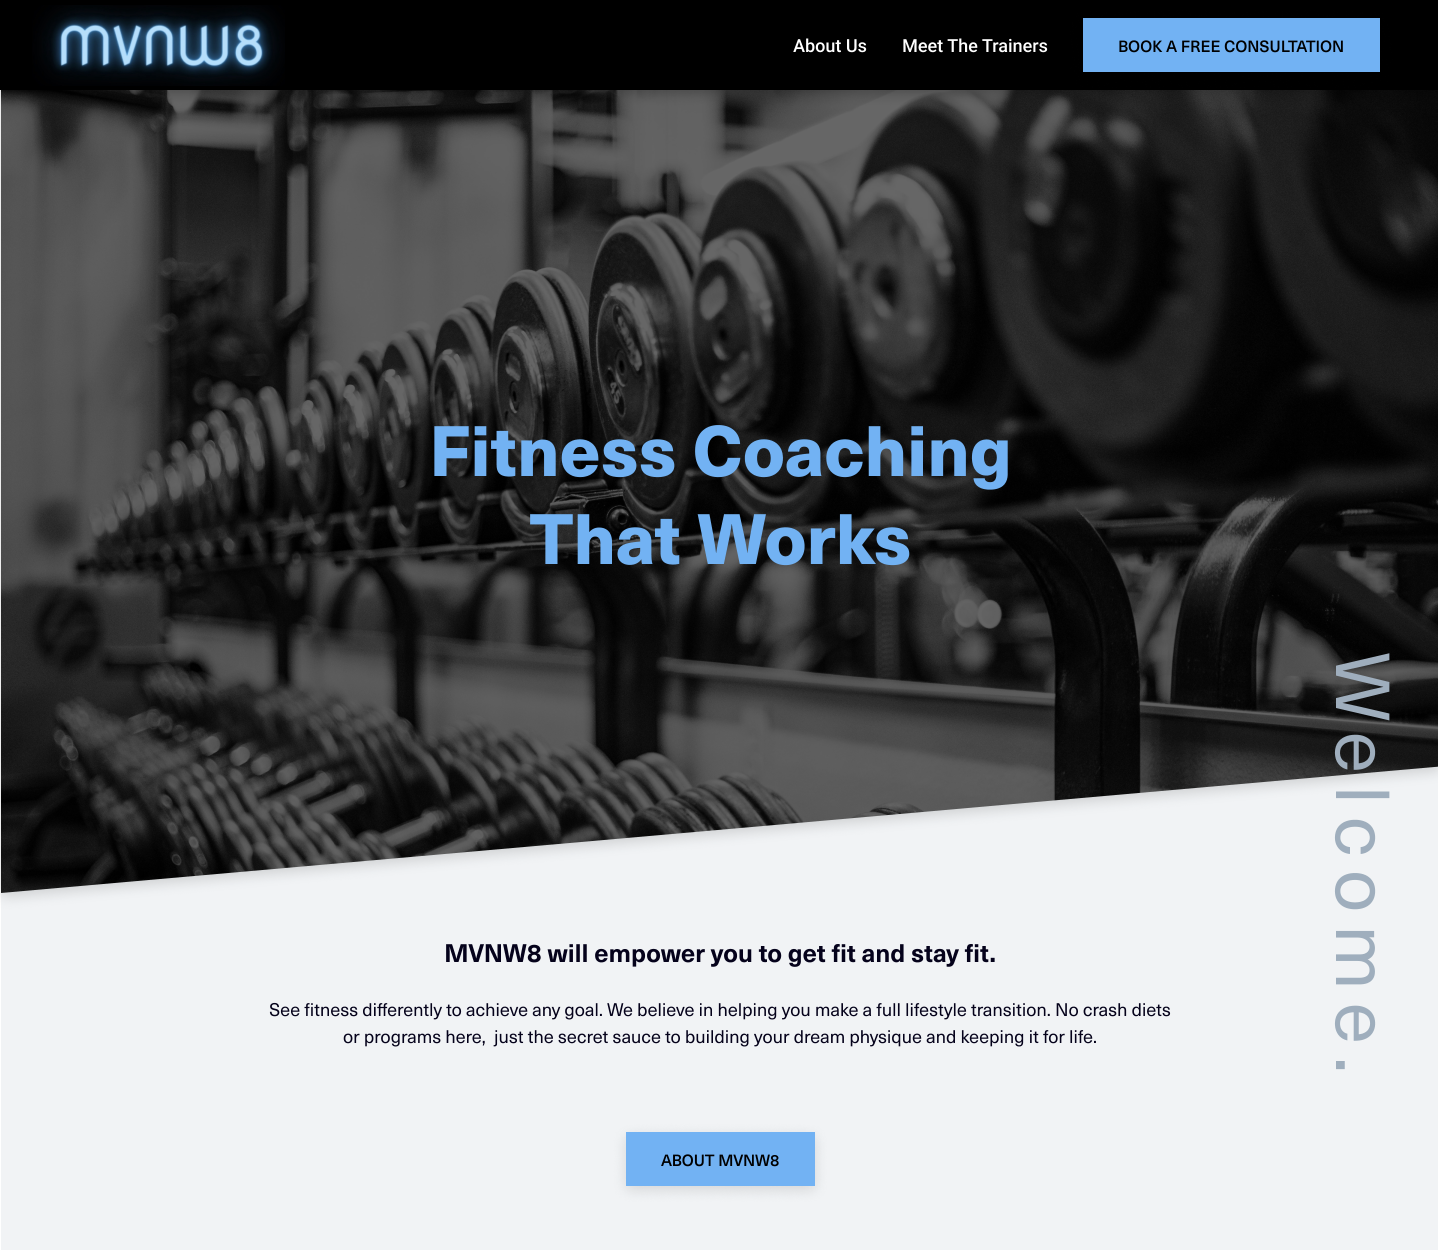 mvnw8
About Us
Meet The Trainers
BOOK A FREE CONSULTATION
Fitness Coaching
That Works
Welcome.
MVNW8 will empower you to get fit and stay fit.
See fitness differently to achieve any goal. We believe in helping you make a full lifestyle transition. No crash diets
or programs here,  just the secret sauce to building your dream physique and keeping it for life.
ABOUT MVNW8